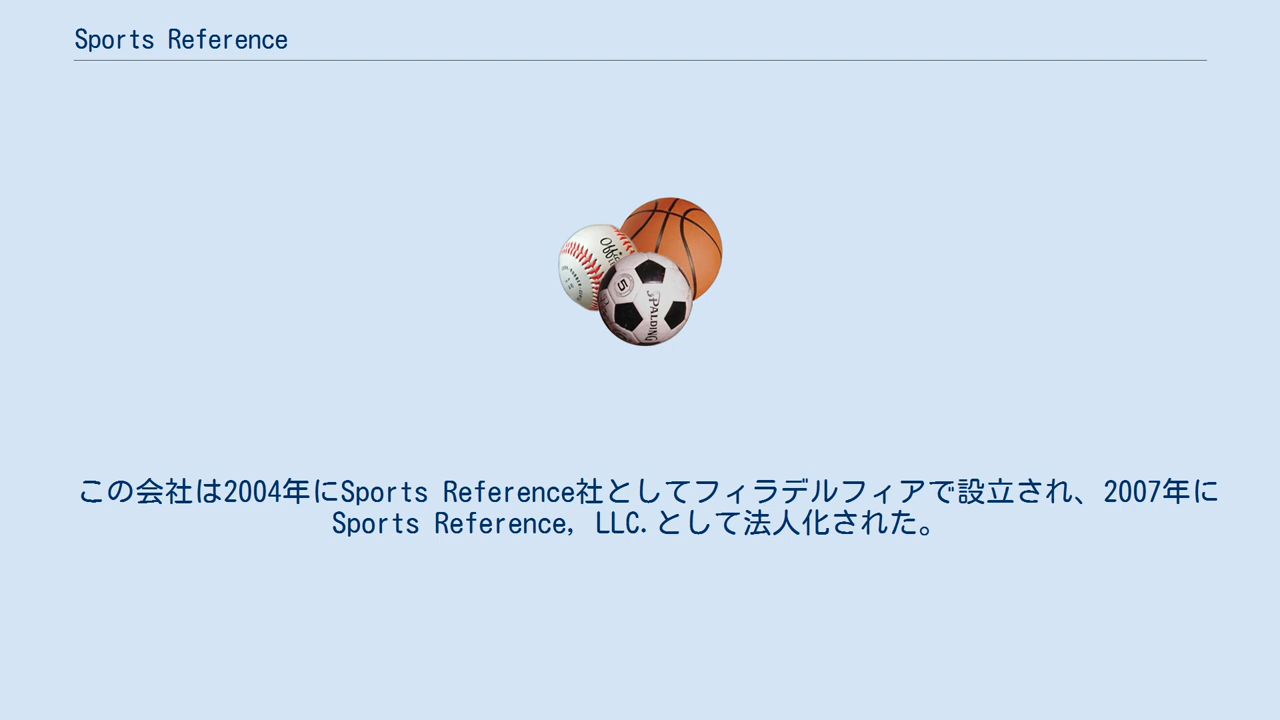 Sports Reference
Offic
5
SPALDING
この会社は2004年にSports Reference社としてフィラデルフィアで設立され、2007年に
Sports Reference, LLC.として法人化された。